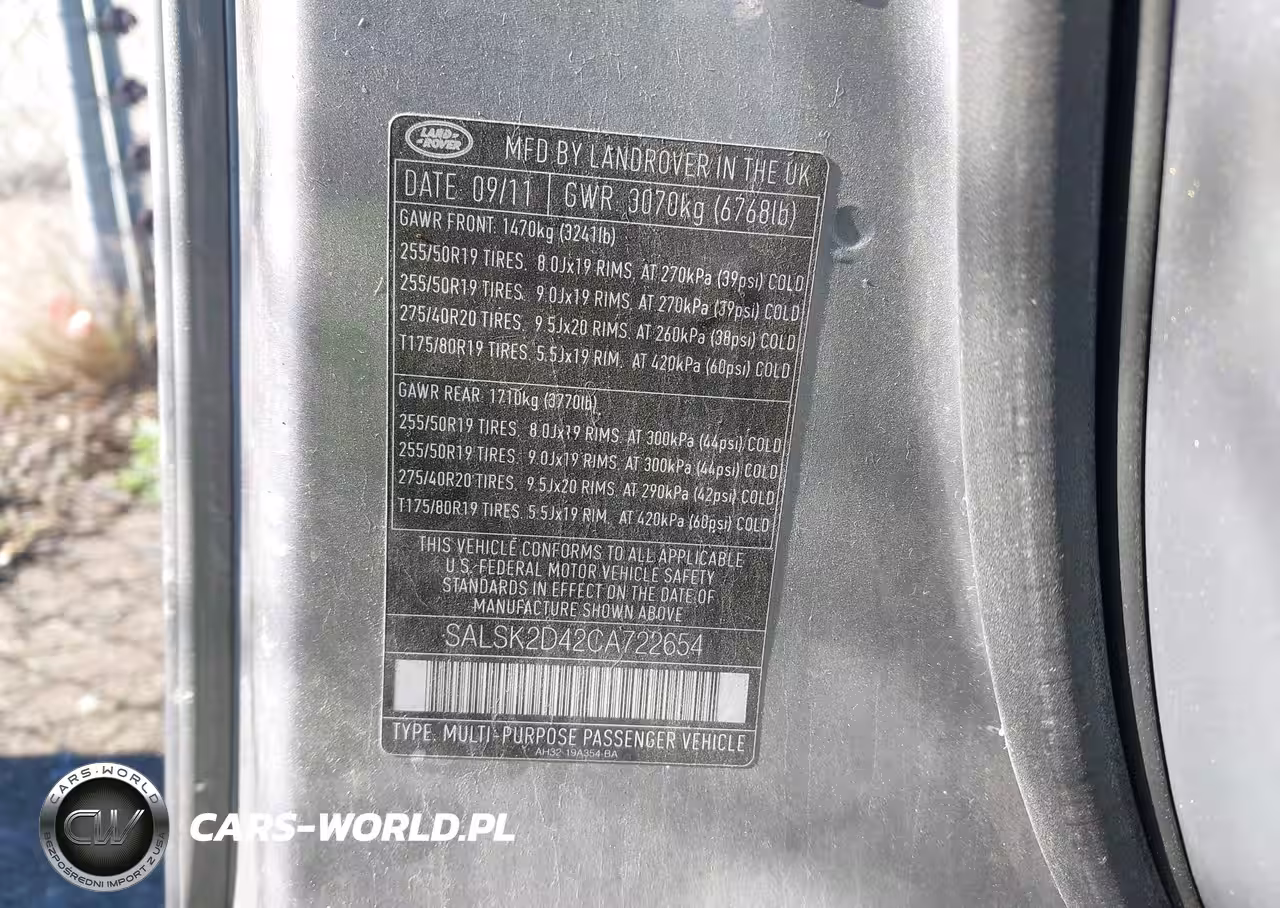 LAND ROVER
MFD BY LANDROVER IN THE UK
DATE. 09/11 GWR. 3070kg (6768lb)
GAWR FRONT. 1470kg (3241lb)
255/50R19 TIRES. 8.0Jx19 RIMS, AT 270kPa (39psi) COLD
255/50R19 TIRES. 9.0Jx19 RIMS, AT 270kPa (39psi) COLD
275/40R20 TIRES. 9.5Jx20 RIMS, AT 260kPa (38psi) COLD
T175/80R19 TIRES. 5.5Jx19 RIM. AT 420kPa (60psi) COLD
GAWR REAR. 1710kg (3770lb)
255/50R19 TIRES. 8.0Jx19 RIMS, AT 300kPa (44psi) COLD
255/50R19 TIRES. 9.0Jx19 RIMS, AT 300kPa (44psi) COLD
275/40R20 TIRES. 9.5Jx20 RIMS, AT 290kPa (42psi) COLD
T175/80R19 TIRES. 5.5Jx19 RIM. AT 420kPa (60psi) COLD
THIS VEHICLE CONFORMS TO ALL APPLICABLE
U.S.-FEDERAL MOTOR VEHICLE SAFETY
STANDARDS IN EFFECT ON THE DATE OF
MANUFACTURE SHOWN ABOVE
SALSK2D42CA722654
TYPE. MULTI-PURPOSE PASSENGER VEHICLE
AH32-19A354-BA
CARS-WORLD
CW
BEZPOŚREDNI IMPORT Z USA
CARS-WORLD.PL